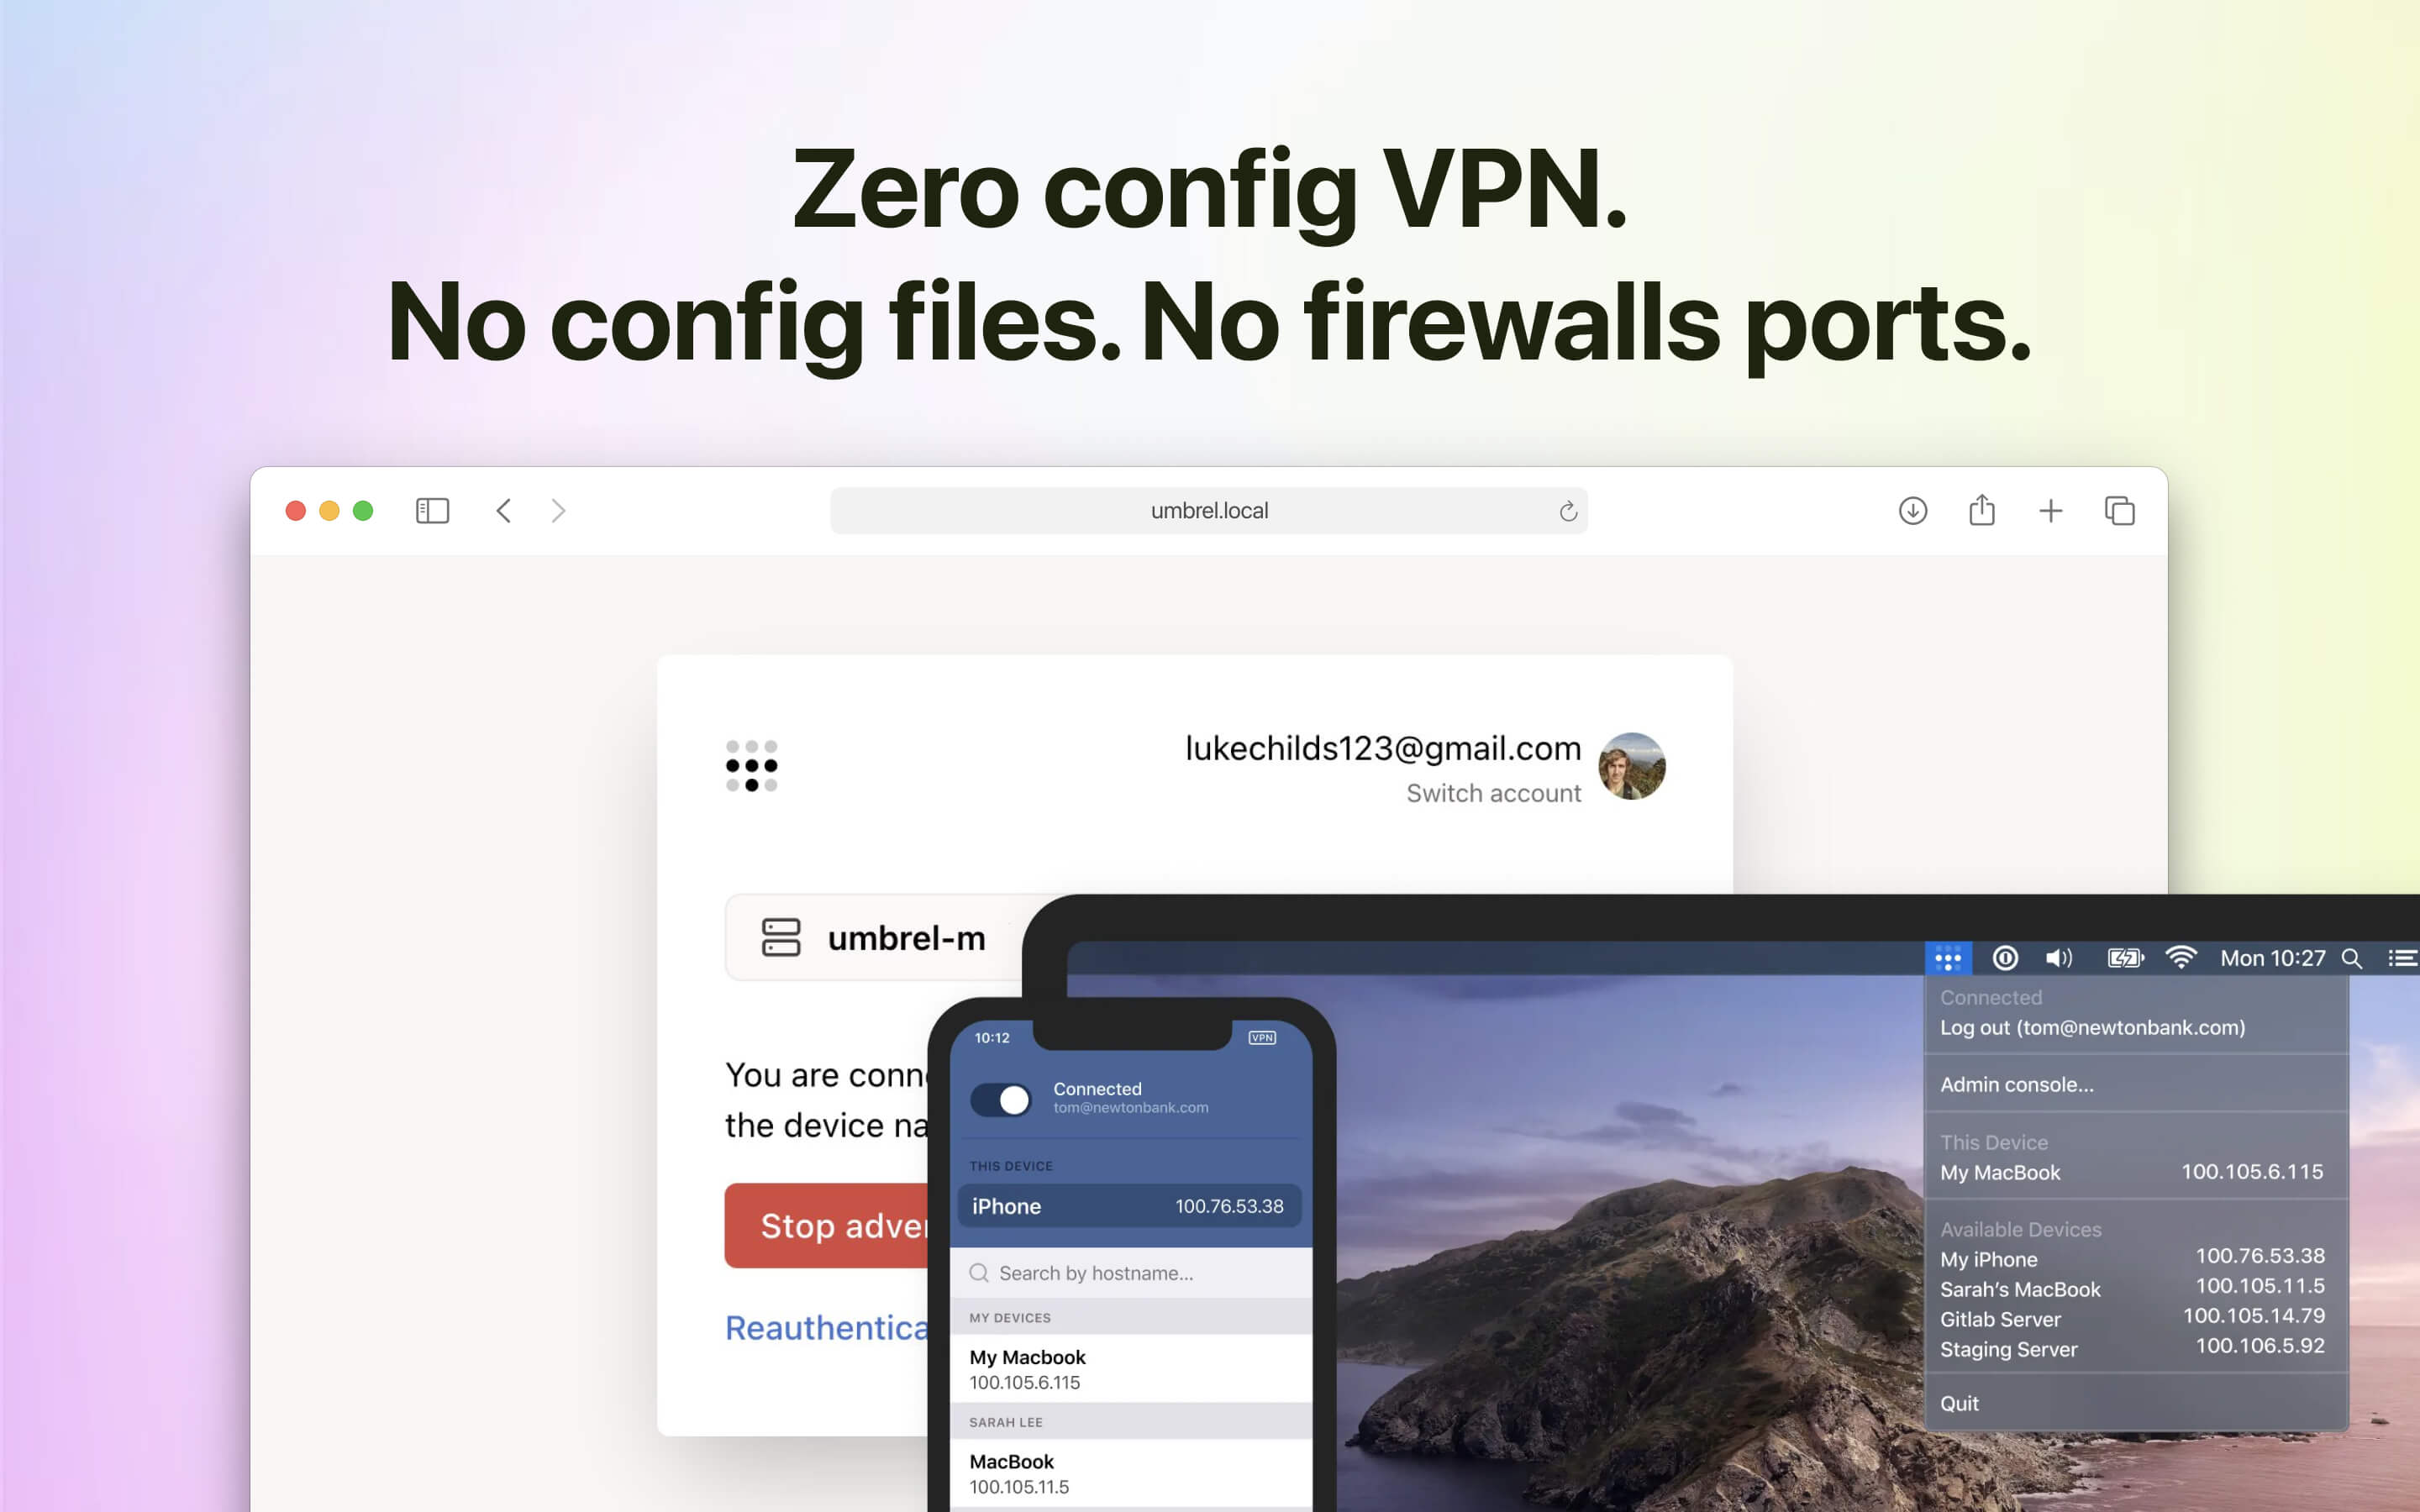 Zero config VPN.
No config files. No firewalls ports.
umbrel.local
lukechilds123@gmail.com
Switch account
umbrel-m
You are conn
the device na
Stop adve
Reauthentica
10:12
VPN
Connected
tom@newtonbank.com
THIS DEVICE
iPhone 100.76.53.38
Search by hostname...
MY DEVICES
My Macbook
100.105.6.115
SARAH LEE
MacBook
100.105.11.5
Mon 10:27
Connected
Log out (tom@newtonbank.com)
Admin console...
This Device
My MacBook 100.105.6.115
Available Devices
My iPhone 100.76.53.38
Sarah's MacBook 100.105.11.5
Gitlab Server 100.105.14.79
Staging Server 100.106.5.92
Quit